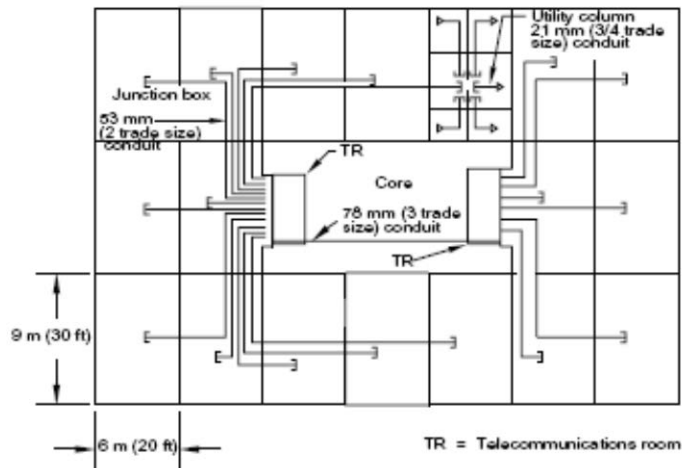 Utility column
21 mm (3/4 trade
size) conduit
Junction box
53 mm
(2 trade size)
conduit
TR
Core
78 mm (3 trade
size) conduit
TR
9 m (30 ft)
6 m (20 ft)
TR = Telecommunications room